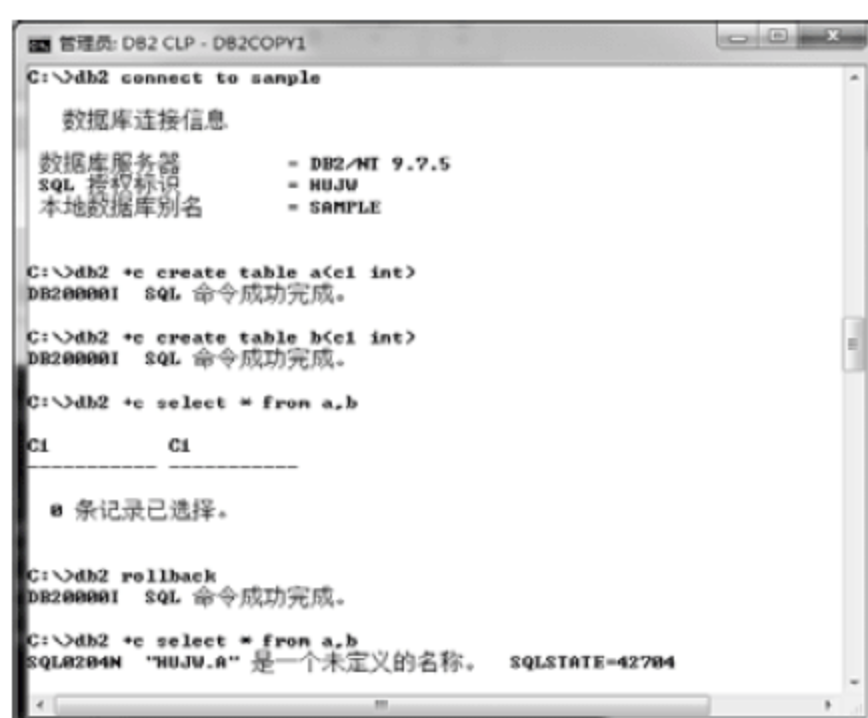 管理员: DB2 CLP - DB2COPY1
C:\>db2 connect to sample
数据库连接信息
数据库服务器 = DB2/NT 9.7.5
SQL 授权标识 = HUJW
本地数据库别名 = SAMPLE
C:\>db2 +c create table a(c1 int)
DB20000I SQL 命令成功完成。
C:\>db2 +c create table b(c1 int)
DB20000I SQL 命令成功完成。
C:\>db2 +c select * from a,b
C1 C1
----------- -----------
0 条记录已选择。
C:\>db2 rollback
DB20000I SQL 命令成功完成。
C:\>db2 +c select * from a,b
SQL0204N "HUJW.A" 是一个未定义的名称。 SQLSTATE=42704